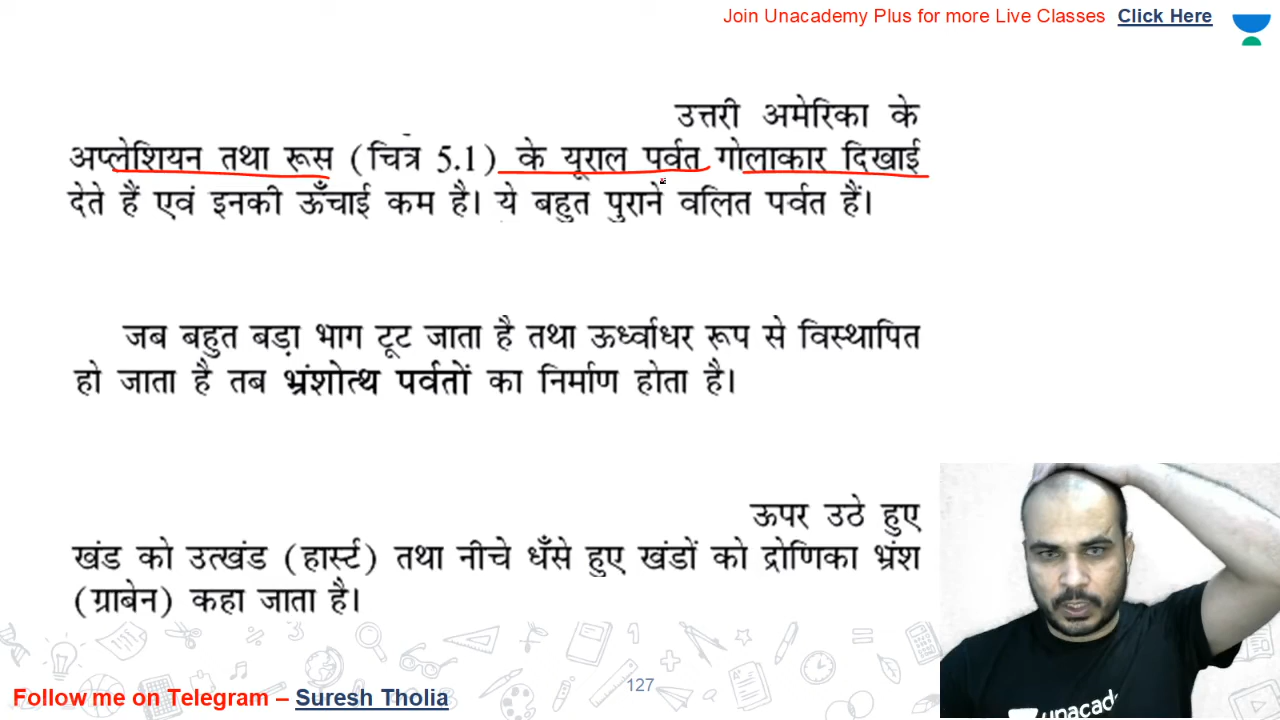 Join Unacademy Plus for more Live Classes Click Here
उत्तरी अमेरिका के
अप्लेशियन तथा रूस (चित्र 5.1) के यूराल पर्वत गोलाकार दिखाई
देते हैं एवं इनकी ऊँचाई कम है। ये बहुत पुराने वलित पर्वत हैं।
जब बहुत बड़ा भाग टूट जाता है तथा ऊर्ध्वाधर रूप से विस्थापित
हो जाता है तब भ्रंशोत्थ पर्वतों का निर्माण होता है।
ऊपर उठे हुए
खंड को उत्खंड (हार्स्ट) तथा नीचे धँसे हुए खंडों को द्रोणिका भ्रंश
(ग्राबेन) कहा जाता है।
127
Follow me on Telegram – Suresh Tholia
unacad